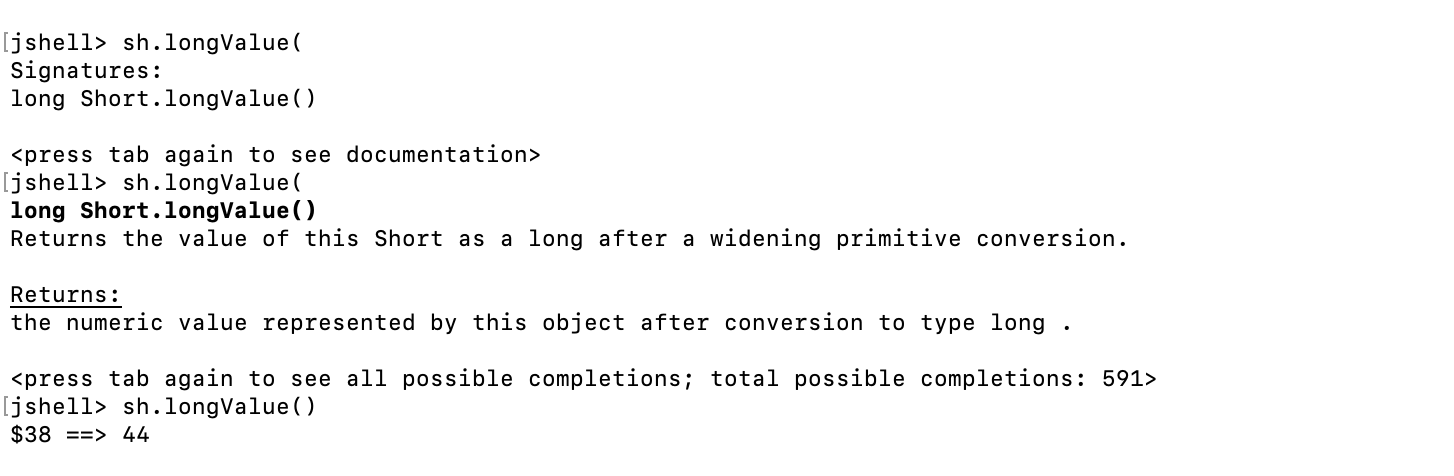 [jshell> sh.longValue(
Signatures:
long Short.longValue()
<press tab again to see documentation>
[jshell> sh.longValue(
long Short.longValue()
Returns the value of this Short as a long after a widening primitive conversion.
Returns:
the numeric value represented by this object after conversion to type long .
<press tab again to see all possible completions; total possible completions: 591>
[jshell> sh.longValue()
$38 ==> 44